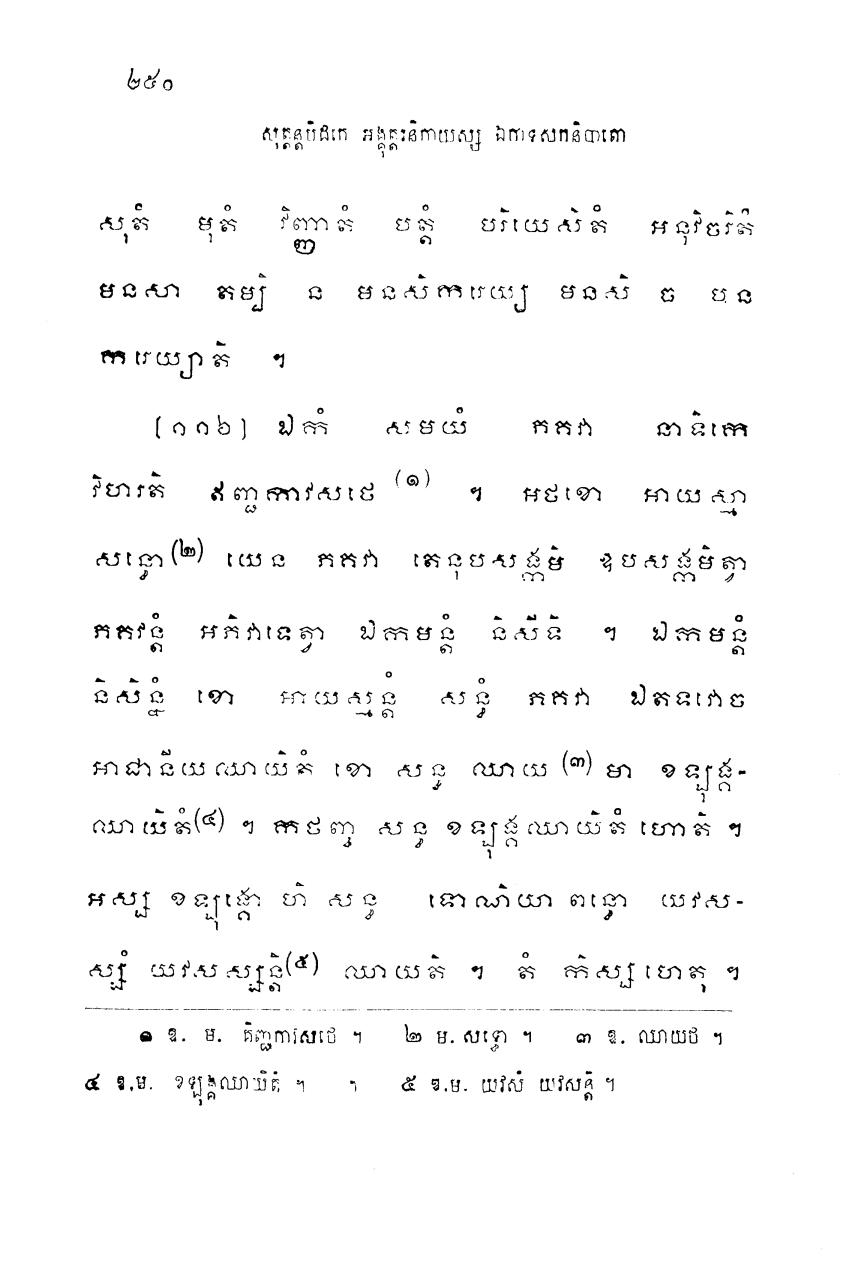 ២៥០
សុត្តន្តបិដកេ អង្គុត្តរនិកាយស្ស ឯកាទសកនិបាតោ
សុតំ មុតំ វិញ្ញាតំ បត្តំ បរិយេសិតំ អនុវិចរិតំ
មនសា តម្បិ ន មនសិការេយ្យ មនសិ ច បន
ការេយ្យាតិ ។
[១១៦] ឯកំ សមយំ ភគវា នាទិកេ
វិហរតិ ឥញ្ជកាវសថេ (១) ។ អថខោ អាយស្មា
សន្ធោ(២) យេន ភគវា តេនុបសង្កមិ ឧបសង្កមិត្វា
ភគវន្តំ អភិវាទេត្វា ឯកមន្តំ និសីទិ ។ ឯកមន្តំ
និសិន្នំ ខោ អាយស្មន្តំ សន្ធំ ភគវា ឯតទវោច
អាជានីយឈាយិតំ ខោ សន្ធ ឈាយ (៣) មា ខឡុង្គ-
ឈាយិតំ(៤) ។ កថញ្ច សន្ធ ខឡុង្គឈាយិតំ ហោតិ ។
អស្ស ខឡុង្គោ ហិ សន្ធ ទោណិយា ពន្ធោ យវស-
ស្សំ យវសស្សន្តិ(៥) ឈាយតិ ។ តំ កិស្ស ហេតុ ។
១ ឱ. ម. គិញ្ជកាវសថេ ។ ២ ម. សទ្ធោ ។ ៣ ឱ. ឈាយថ ។
៤ ឱ.ម. ខឡុង្កឈាយិតំ ។ ៥ ឱ.ម. យវសំ យវសន្តិ ។